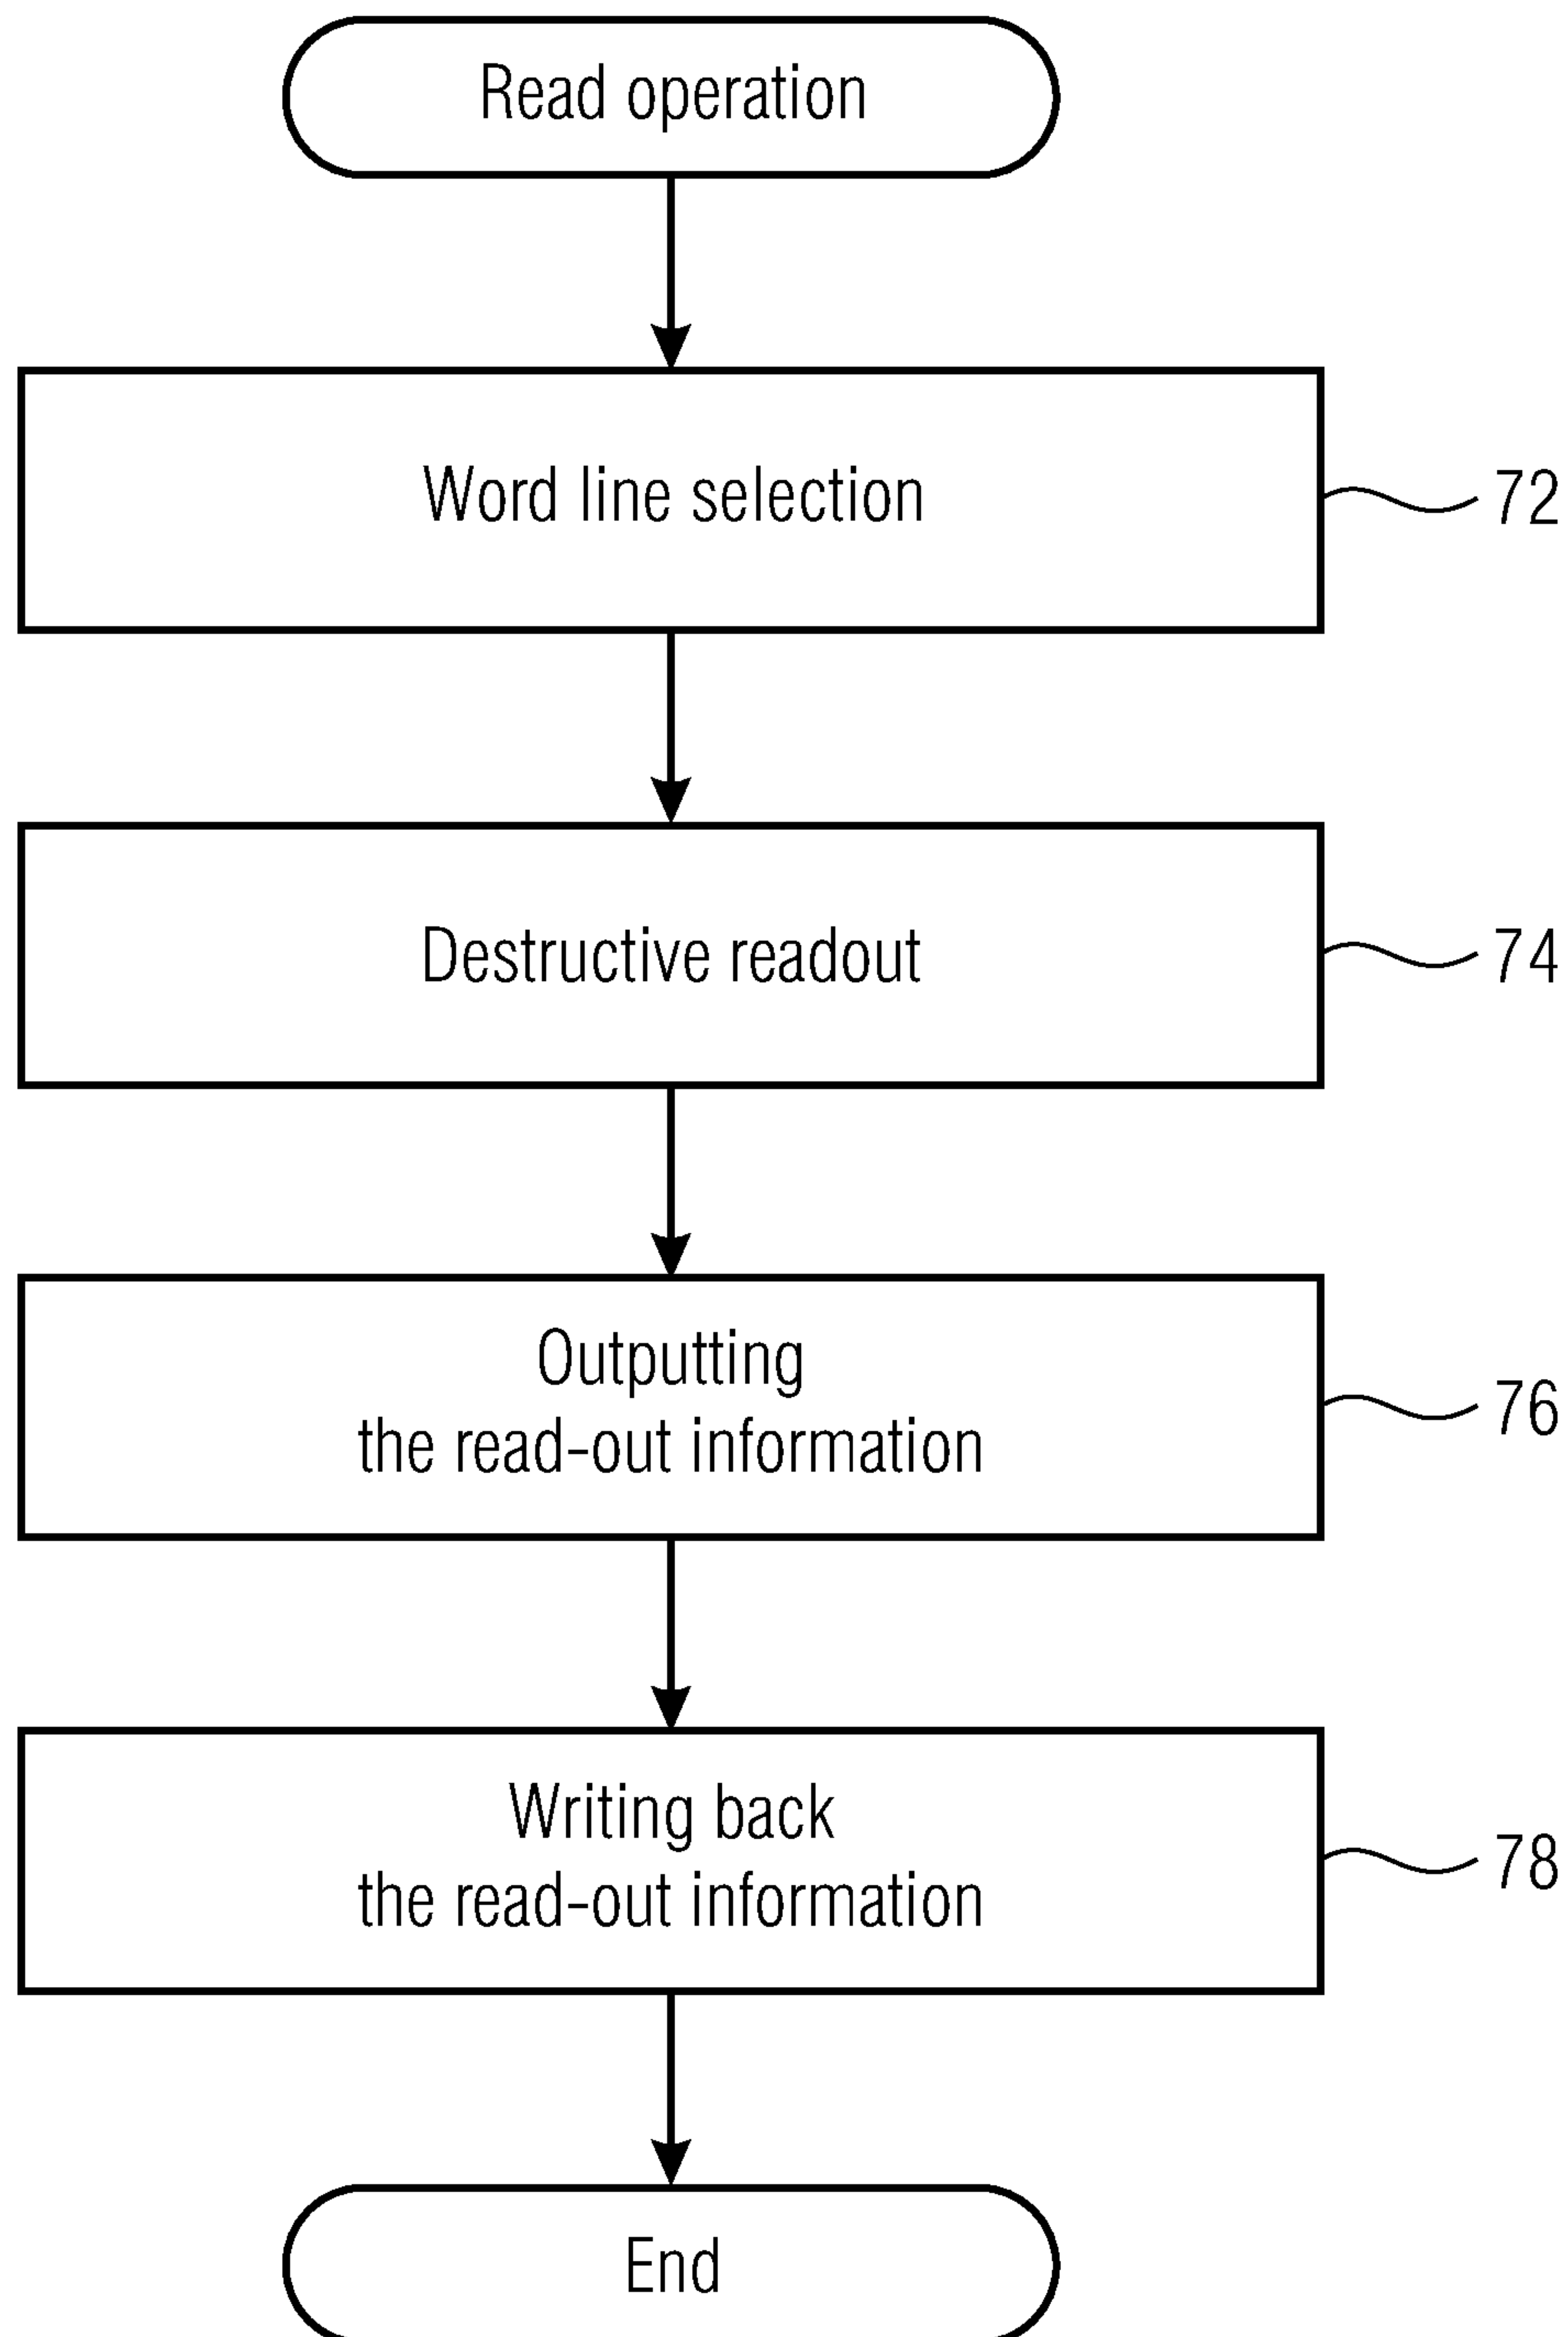 Read operation
Word line selection
72
Destructive readout
74
Outputting
the read-out information
76
Writing back
the read-out information
78
End